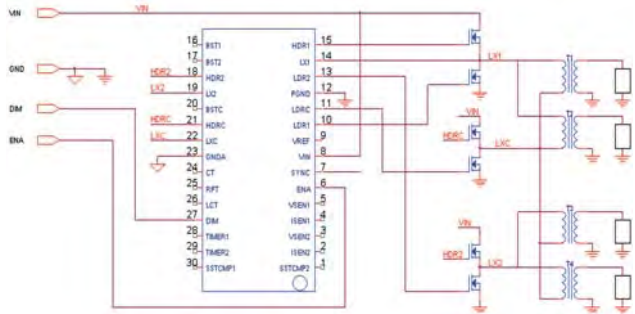 VIN
VIN
GND
DIM
ENA
16 BST1 HDR1 15
17 BST2 LX1 14
HDR2 18 HDR2 LDR2 13
LX2 19 LX2 PGND 12
20 BSTC LDRC 11
HDRC 21 HDRC LDR1 10
LXC 22 LXC VREF 9
23 GNDA VIN 8
24 CT SYNC 7
25 RPT ENA 6
26 LCT VSEN1 5
27 DIM ISEN1 4
28 TIMER1 VSEN2 3
29 TIMER2 ISEN2 2
30 SSTCMP1 SSTCMP2 1
LX1
VIN
HDRC
LXC
VIN
HDR2
LX2
T4